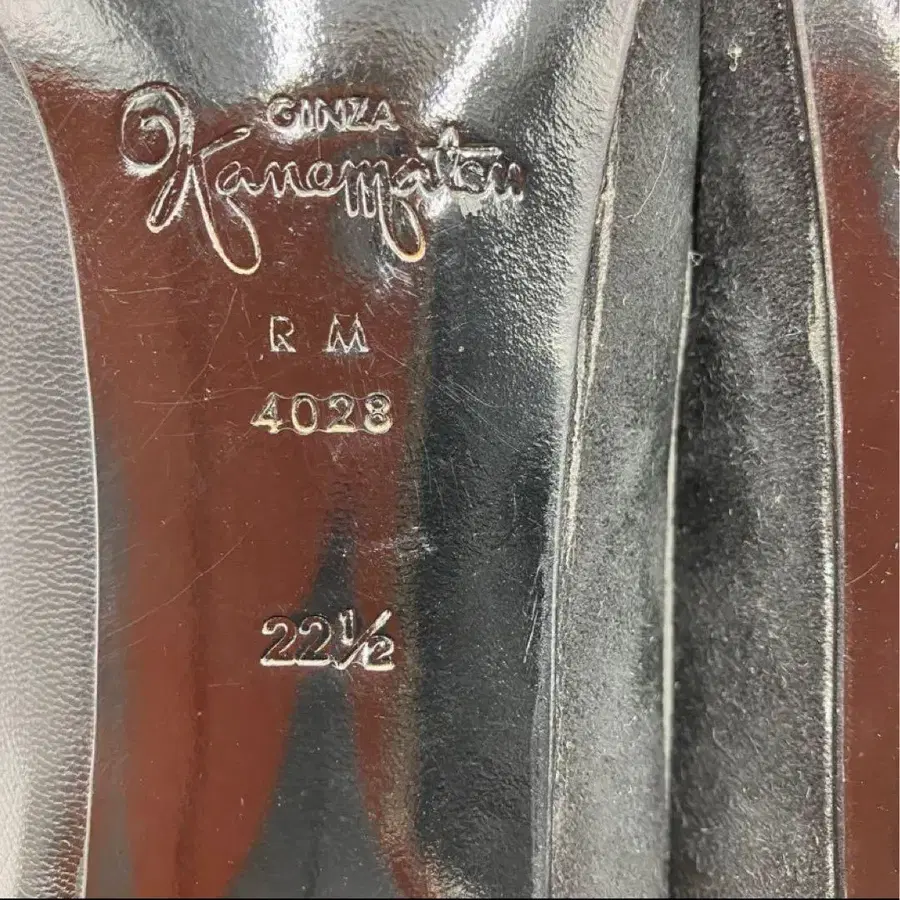 GINZA
Kanematsu
R M
4028
22½